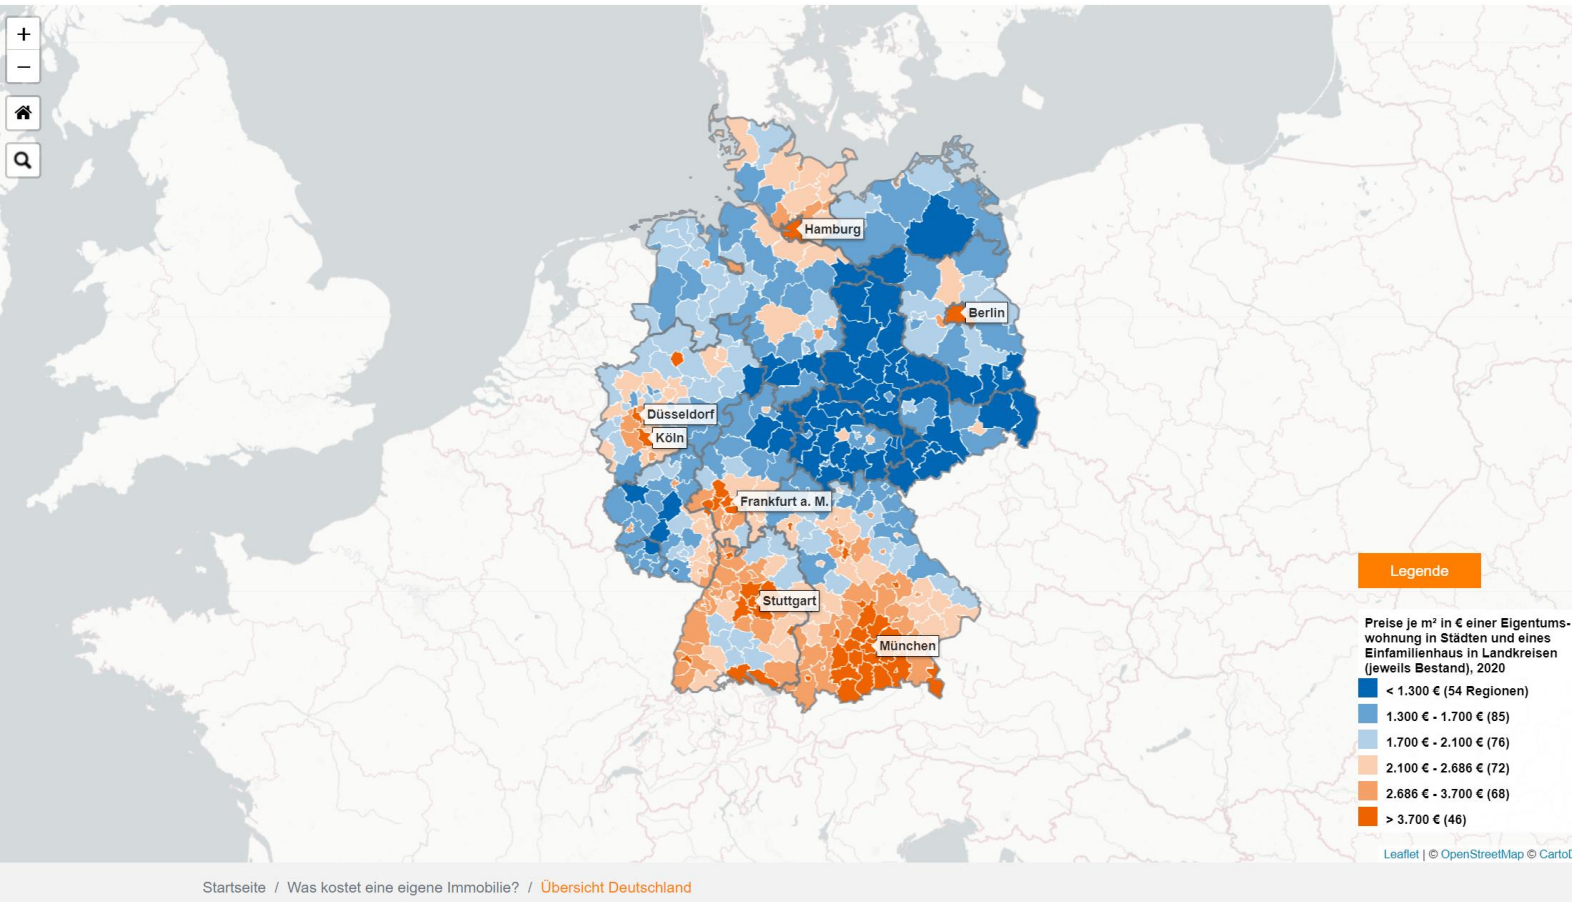 +
−
Hamburg
Berlin
Düsseldorf
Köln
Frankfurt a. M.
Stuttgart
München
Legende
Preise je m² in € einer Eigentums-
wohnung in Städten und eines
Einfamilienhaus in Landkreisen
(jeweils Bestand), 2020
< 1.300 € (54 Regionen)
1.300 € - 1.700 € (85)
1.700 € - 2.100 € (76)
2.100 € - 2.686 € (72)
2.686 € - 3.700 € (68)
> 3.700 € (46)
Leaflet | © OpenStreetMap © CartoD
Startseite / Was kostet eine eigene Immobilie? / Übersicht Deutschland